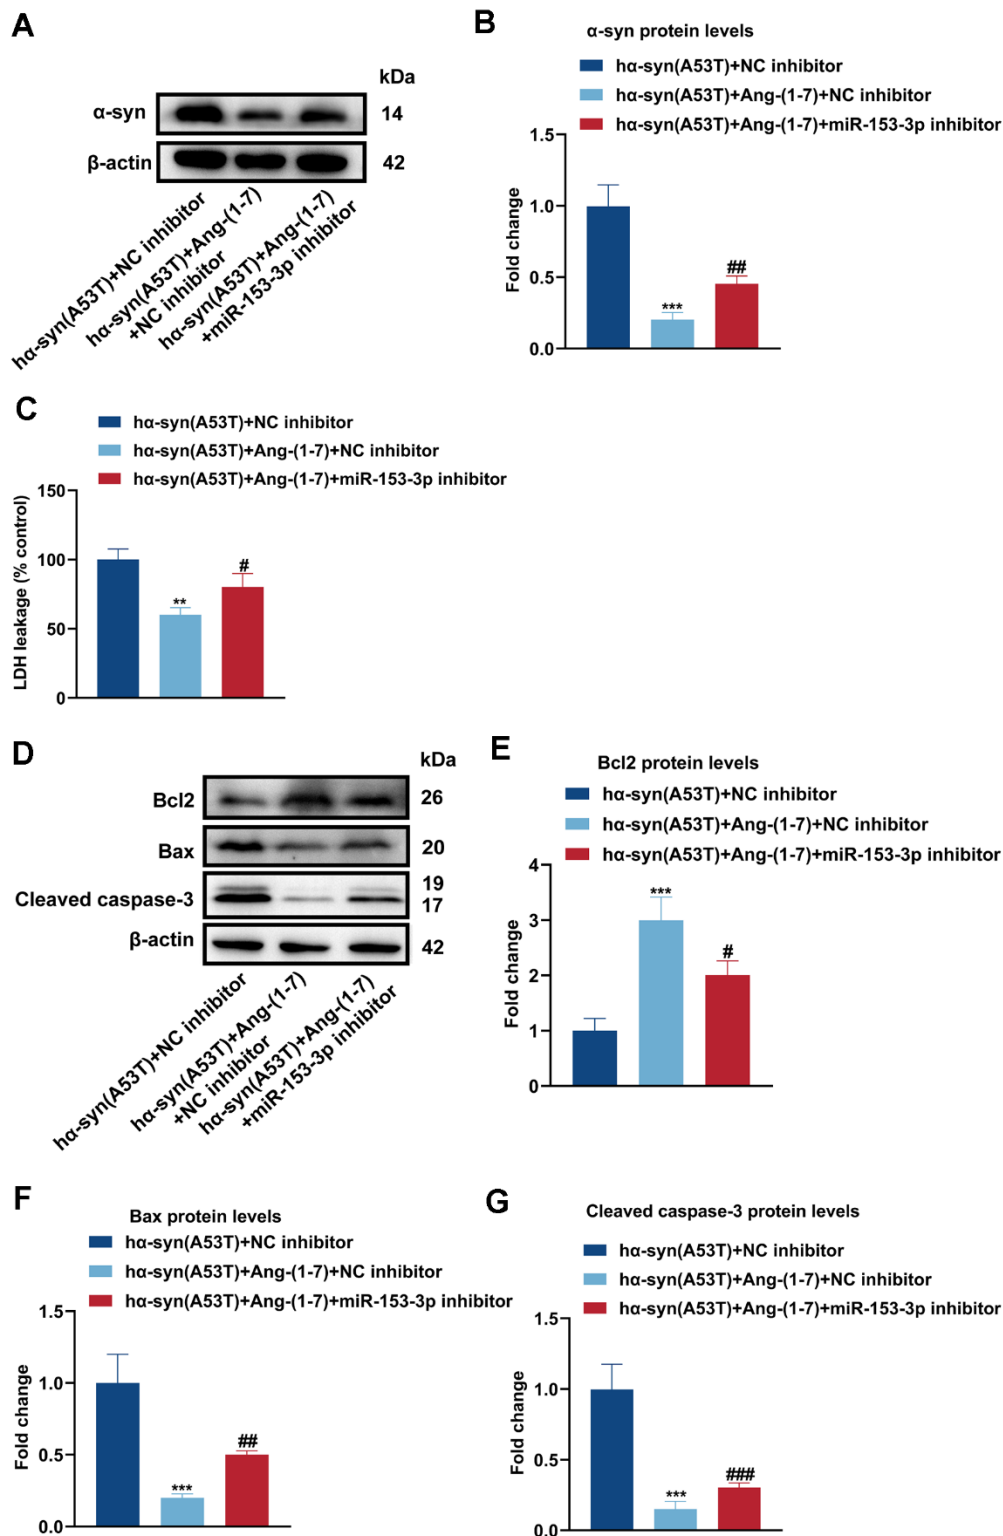 A
kDa
α-syn
14
β-actin
42
hα-syn(A53T)+NC inhibitor
hα-syn(A53T)+Ang-(1-7)
+NC inhibitor
hα-syn(A53T)+Ang-(1-7)
+miR-153-3p inhibitor
B
α-syn protein levels
hα-syn(A53T)+NC inhibitor
hα-syn(A53T)+Ang-(1-7)+NC inhibitor
hα-syn(A53T)+Ang-(1-7)+miR-153-3p inhibitor
Fold change
1.5
1.0
0.5
0.0
***
##
C
hα-syn(A53T)+NC inhibitor
hα-syn(A53T)+Ang-(1-7)+NC inhibitor
hα-syn(A53T)+Ang-(1-7)+miR-153-3p inhibitor
LDH leakage (% control)
150
100
50
0
**
#
D
kDa
Bcl2
26
Bax
20
Cleaved caspase-3
19
17
β-actin
42
hα-syn(A53T)+NC inhibitor
hα-syn(A53T)+Ang-(1-7)
+NC inhibitor
hα-syn(A53T)+Ang-(1-7)
+miR-153-3p inhibitor
E
Bcl2 protein levels
hα-syn(A53T)+NC inhibitor
hα-syn(A53T)+Ang-(1-7)+NC inhibitor
hα-syn(A53T)+Ang-(1-7)+miR-153-3p inhibitor
Fold change
4
3
2
1
0
***
#
F
Bax protein levels
hα-syn(A53T)+NC inhibitor
hα-syn(A53T)+Ang-(1-7)+NC inhibitor
hα-syn(A53T)+Ang-(1-7)+miR-153-3p inhibitor
Fold change
1.5
1.0
0.5
0.0
***
##
G
Cleaved caspase-3 protein levels
hα-syn(A53T)+NC inhibitor
hα-syn(A53T)+Ang-(1-7)+NC inhibitor
hα-syn(A53T)+Ang-(1-7)+miR-153-3p inhibitor
Fold change
1.5
1.0
0.5
0.0
***
###